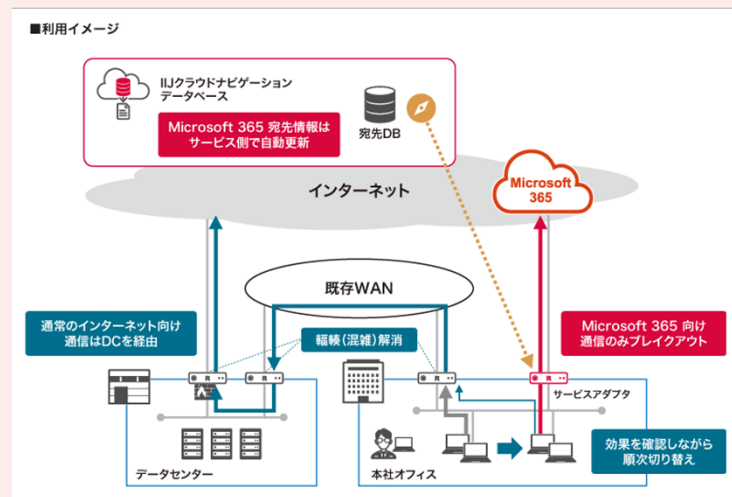 ■利用イメージ
IIJクラウドナビゲーション
データベース
Microsoft 365 宛先情報は
サービス側で自動更新
宛先DB
インターネット
Microsoft
365
既存WAN
通常のインターネット向け
通信はDCを経由
輻輳(混雑)解消
Microsoft 365 向け
通信のみブレイクアウト
R
R
R
R
サービスアダプタ
効果を確認しながら
順次切り替え
データセンター
本社オフィス